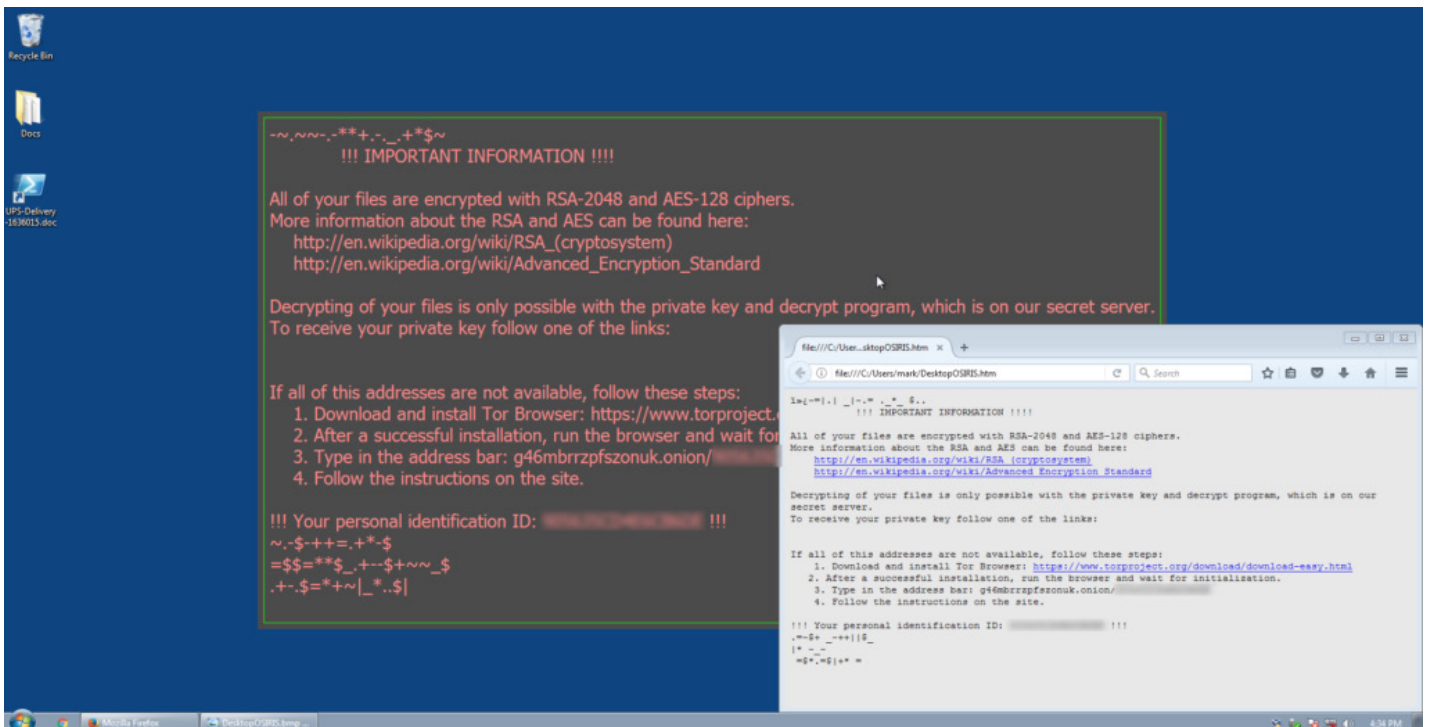 Recycle Bin
Docs
UPS-Delivery
-1636015.doc
-~.~~-.-**+.-._.+*$~
!!! IMPORTANT INFORMATION !!!!
All of your files are encrypted with RSA-2048 and AES-128 ciphers.
More information about the RSA and AES can be found here:
http://en.wikipedia.org/wiki/RSA_(cryptosystem)
http://en.wikipedia.org/wiki/Advanced_Encryption_Standard
Decrypting of your files is only possible with the private key and decrypt program, which is on our secret server.
To receive your private key follow one of the links:
If all of this addresses are not available, follow these steps:
1. Download and install Tor Browser: https://www.torproject.
2. After a successful installation, run the browser and wait for
3. Type in the address bar: g46mbrrzpfszonuk.onion/
4. Follow the instructions on the site.
!!! Your personal identification ID: !!!
~.-$-++=.+*-$
=$$=**$_.+--$+~~_$
.+-.$=*+~|_*..$|
file:///C:/User...sktopOSIRIS.htm × +
file:///C:/Users/mark/DesktopOSIRIS.htm
Search
ï»¿-=|.| _|-.= ._*_ $..
!!! IMPORTANT INFORMATION !!!!
All of your files are encrypted with RSA-2048 and AES-128 ciphers.
More information about the RSA and AES can be found here:
http://en.wikipedia.org/wiki/RSA_(cryptosystem)
http://en.wikipedia.org/wiki/Advanced_Encryption_Standard
Decrypting of your files is only possible with the private key and decrypt program, which is on our
secret server.
To receive your private key follow one of the links:
If all of this addresses are not available, follow these steps:
1. Download and install Tor Browser: https://www.torproject.org/download/download-easy.html
2. After a successful installation, run the browser and wait for initialization.
3. Type in the address bar: g46mbrrzpfszonuk.onion/
4. Follow the instructions on the site.
!!! Your personal identification ID: !!!
.=-$+ _-++||$_
|* -_-
=$*.=$|+* =
Mozilla Firefox
DesktopOSIRIS.bmp ...
4:34 PM